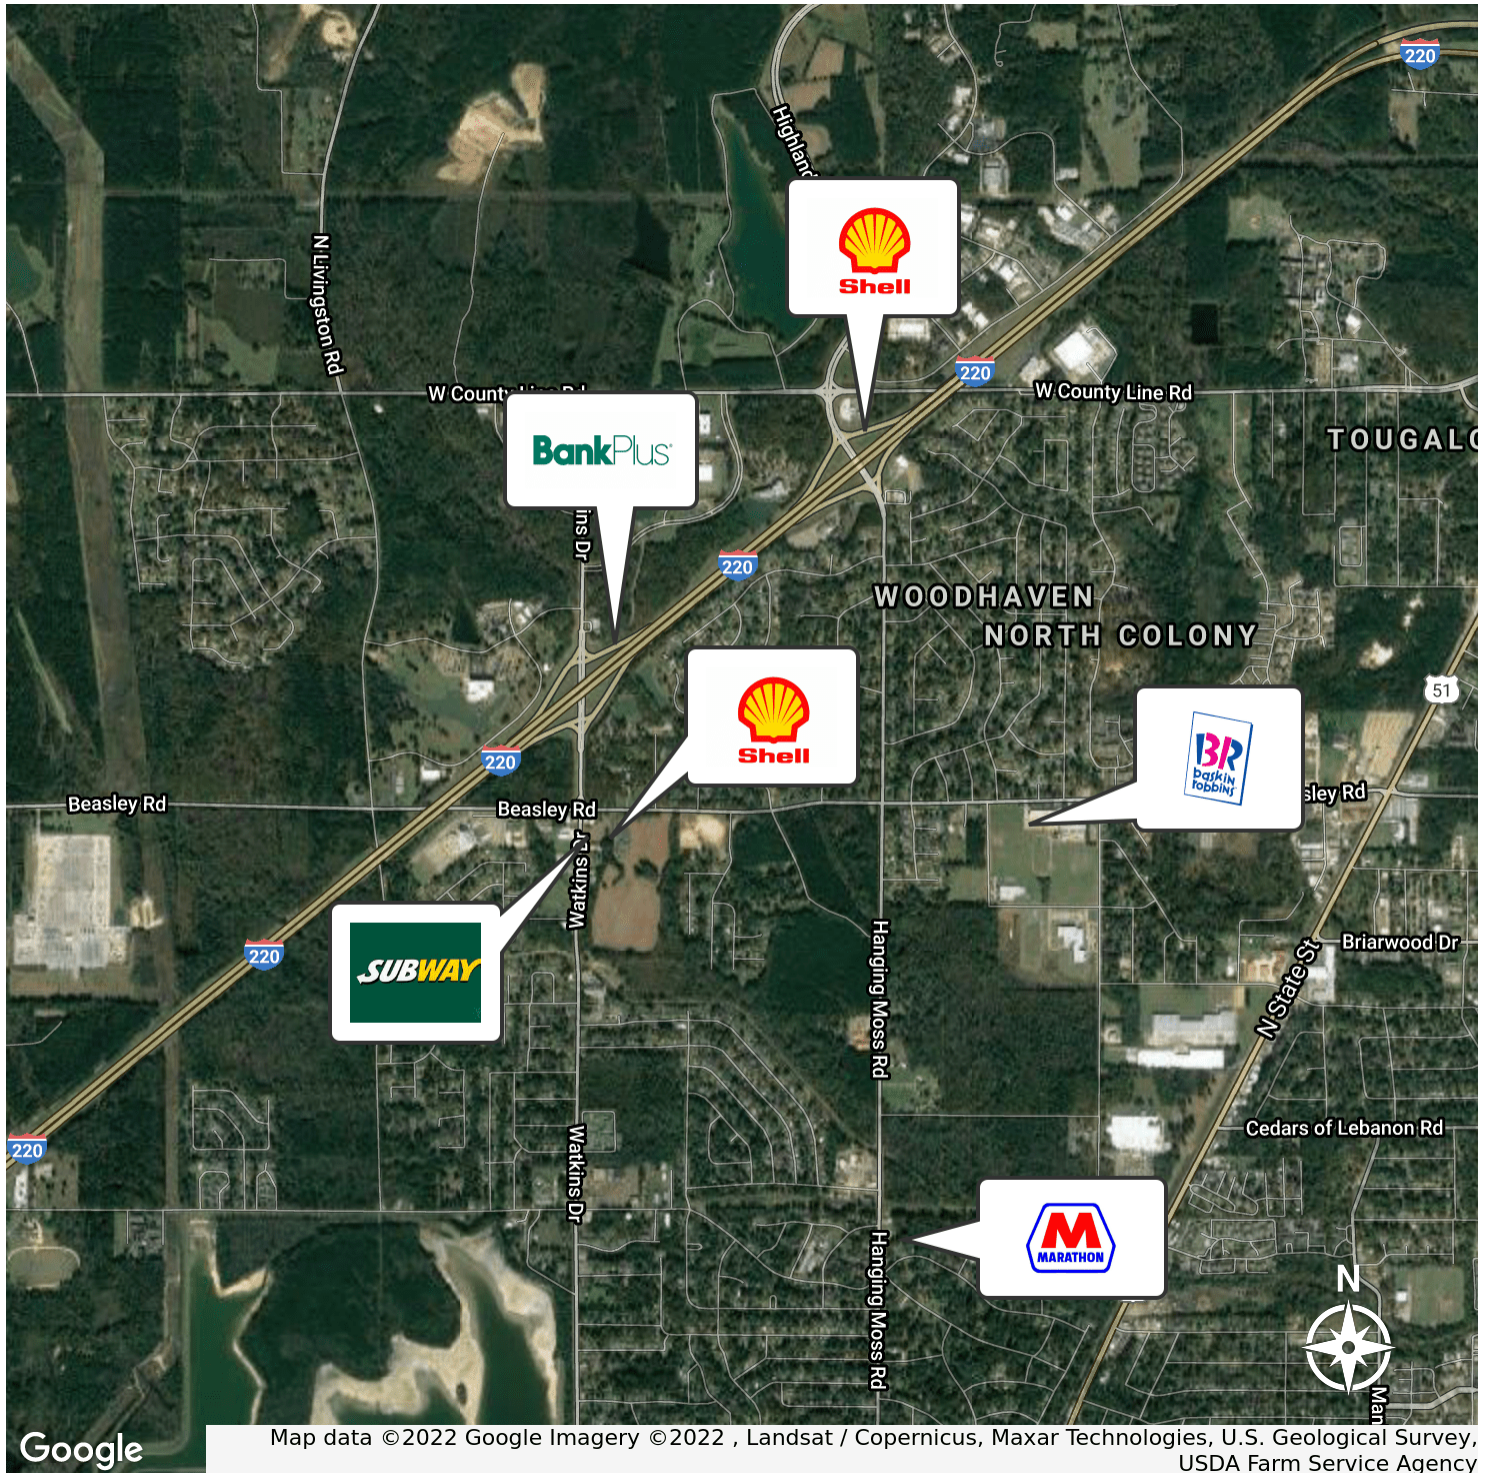 220
Highland
N Livingston Rd
Shell
W County Line Rd
220
W County Line Rd
BankPlus
TOUGALO
ins Dr
220
WOODHAVEN
NORTH COLONY
51
Shell
220
BR
baskin
robbins
Beasley Rd
Beasley Rd
sley Rd
Watkins Dr
SUBWAY
220
Hanging Moss Rd
Briarwood Dr
N State St
220
Watkins Dr
Cedars of Lebanon Rd
M
MARATHON
Hanging Moss Rd
N
Man
Google
Map data ©2022 Google Imagery ©2022 , Landsat / Copernicus, Maxar Technologies, U.S. Geological Survey,
USDA Farm Service Agency